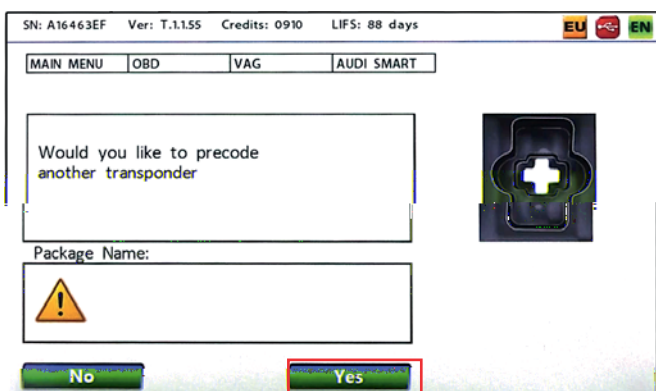 SN: A16463EF Ver: T.1.1.55 Credits: 0910 LIFS: 88 days EU EN
MAIN MENU OBD VAG AUDI SMART
Would you like to precode
another transponder
Package Name:
No Yes